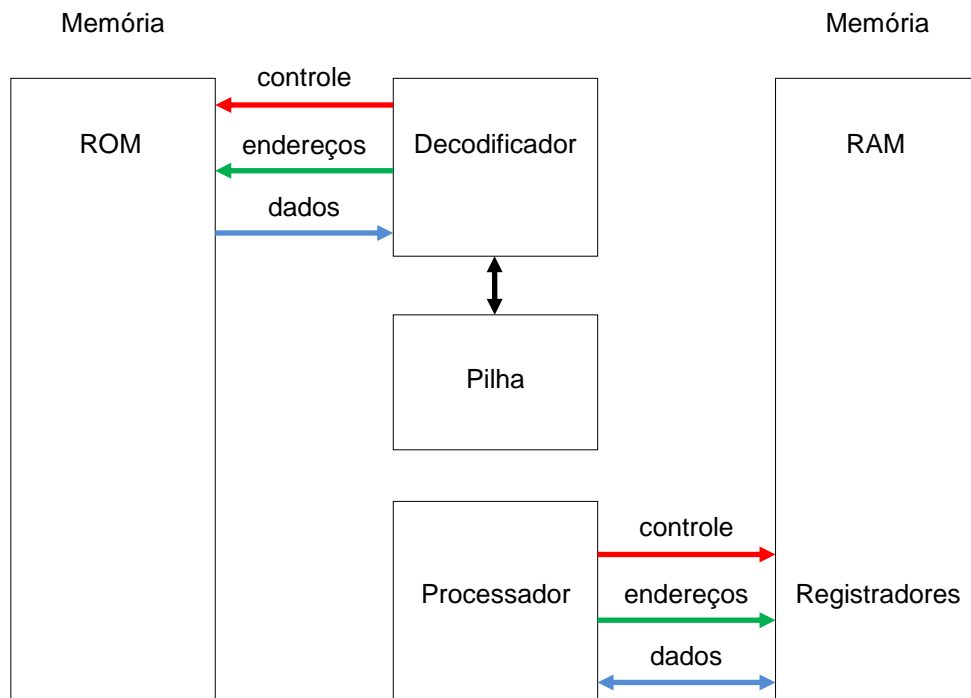 Memória
Memória
controle
ROM
endereços
Decodificador
RAM
dados
Pilha
controle
Processador
endereços
Registradores
dados